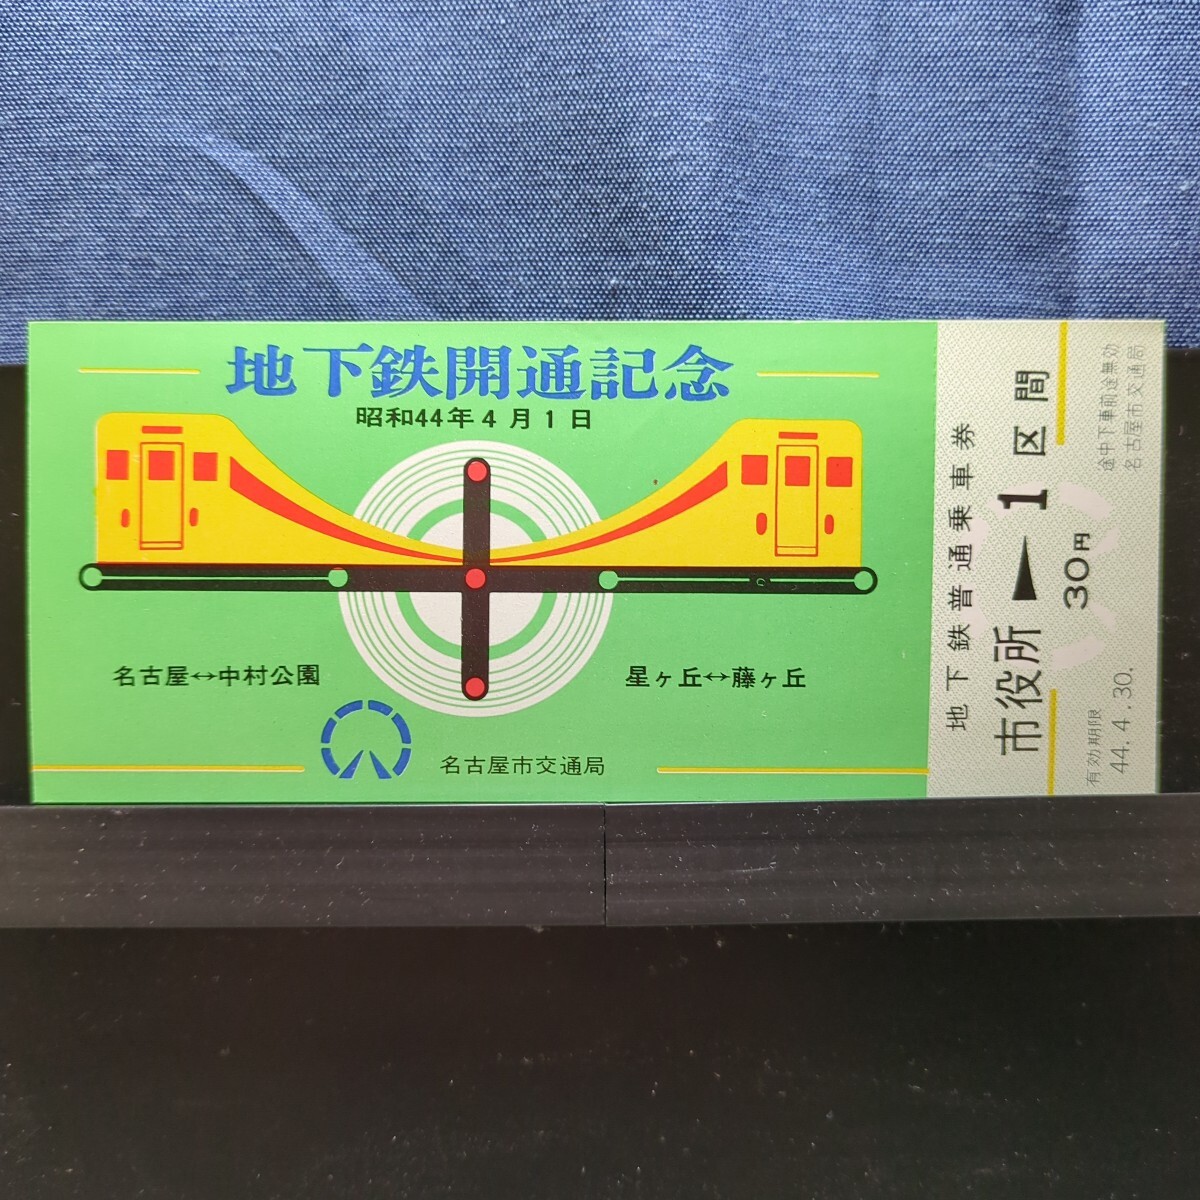 地下鉄開通記念
昭和44年4月1日
名古屋↔中村公園
星ヶ丘↔藤ヶ丘
名古屋市交通局
地下鉄普通乗車券
市役所▶1区間
30円
有効期限
44.4.30.
途中下車前途無効
名古屋市交通局